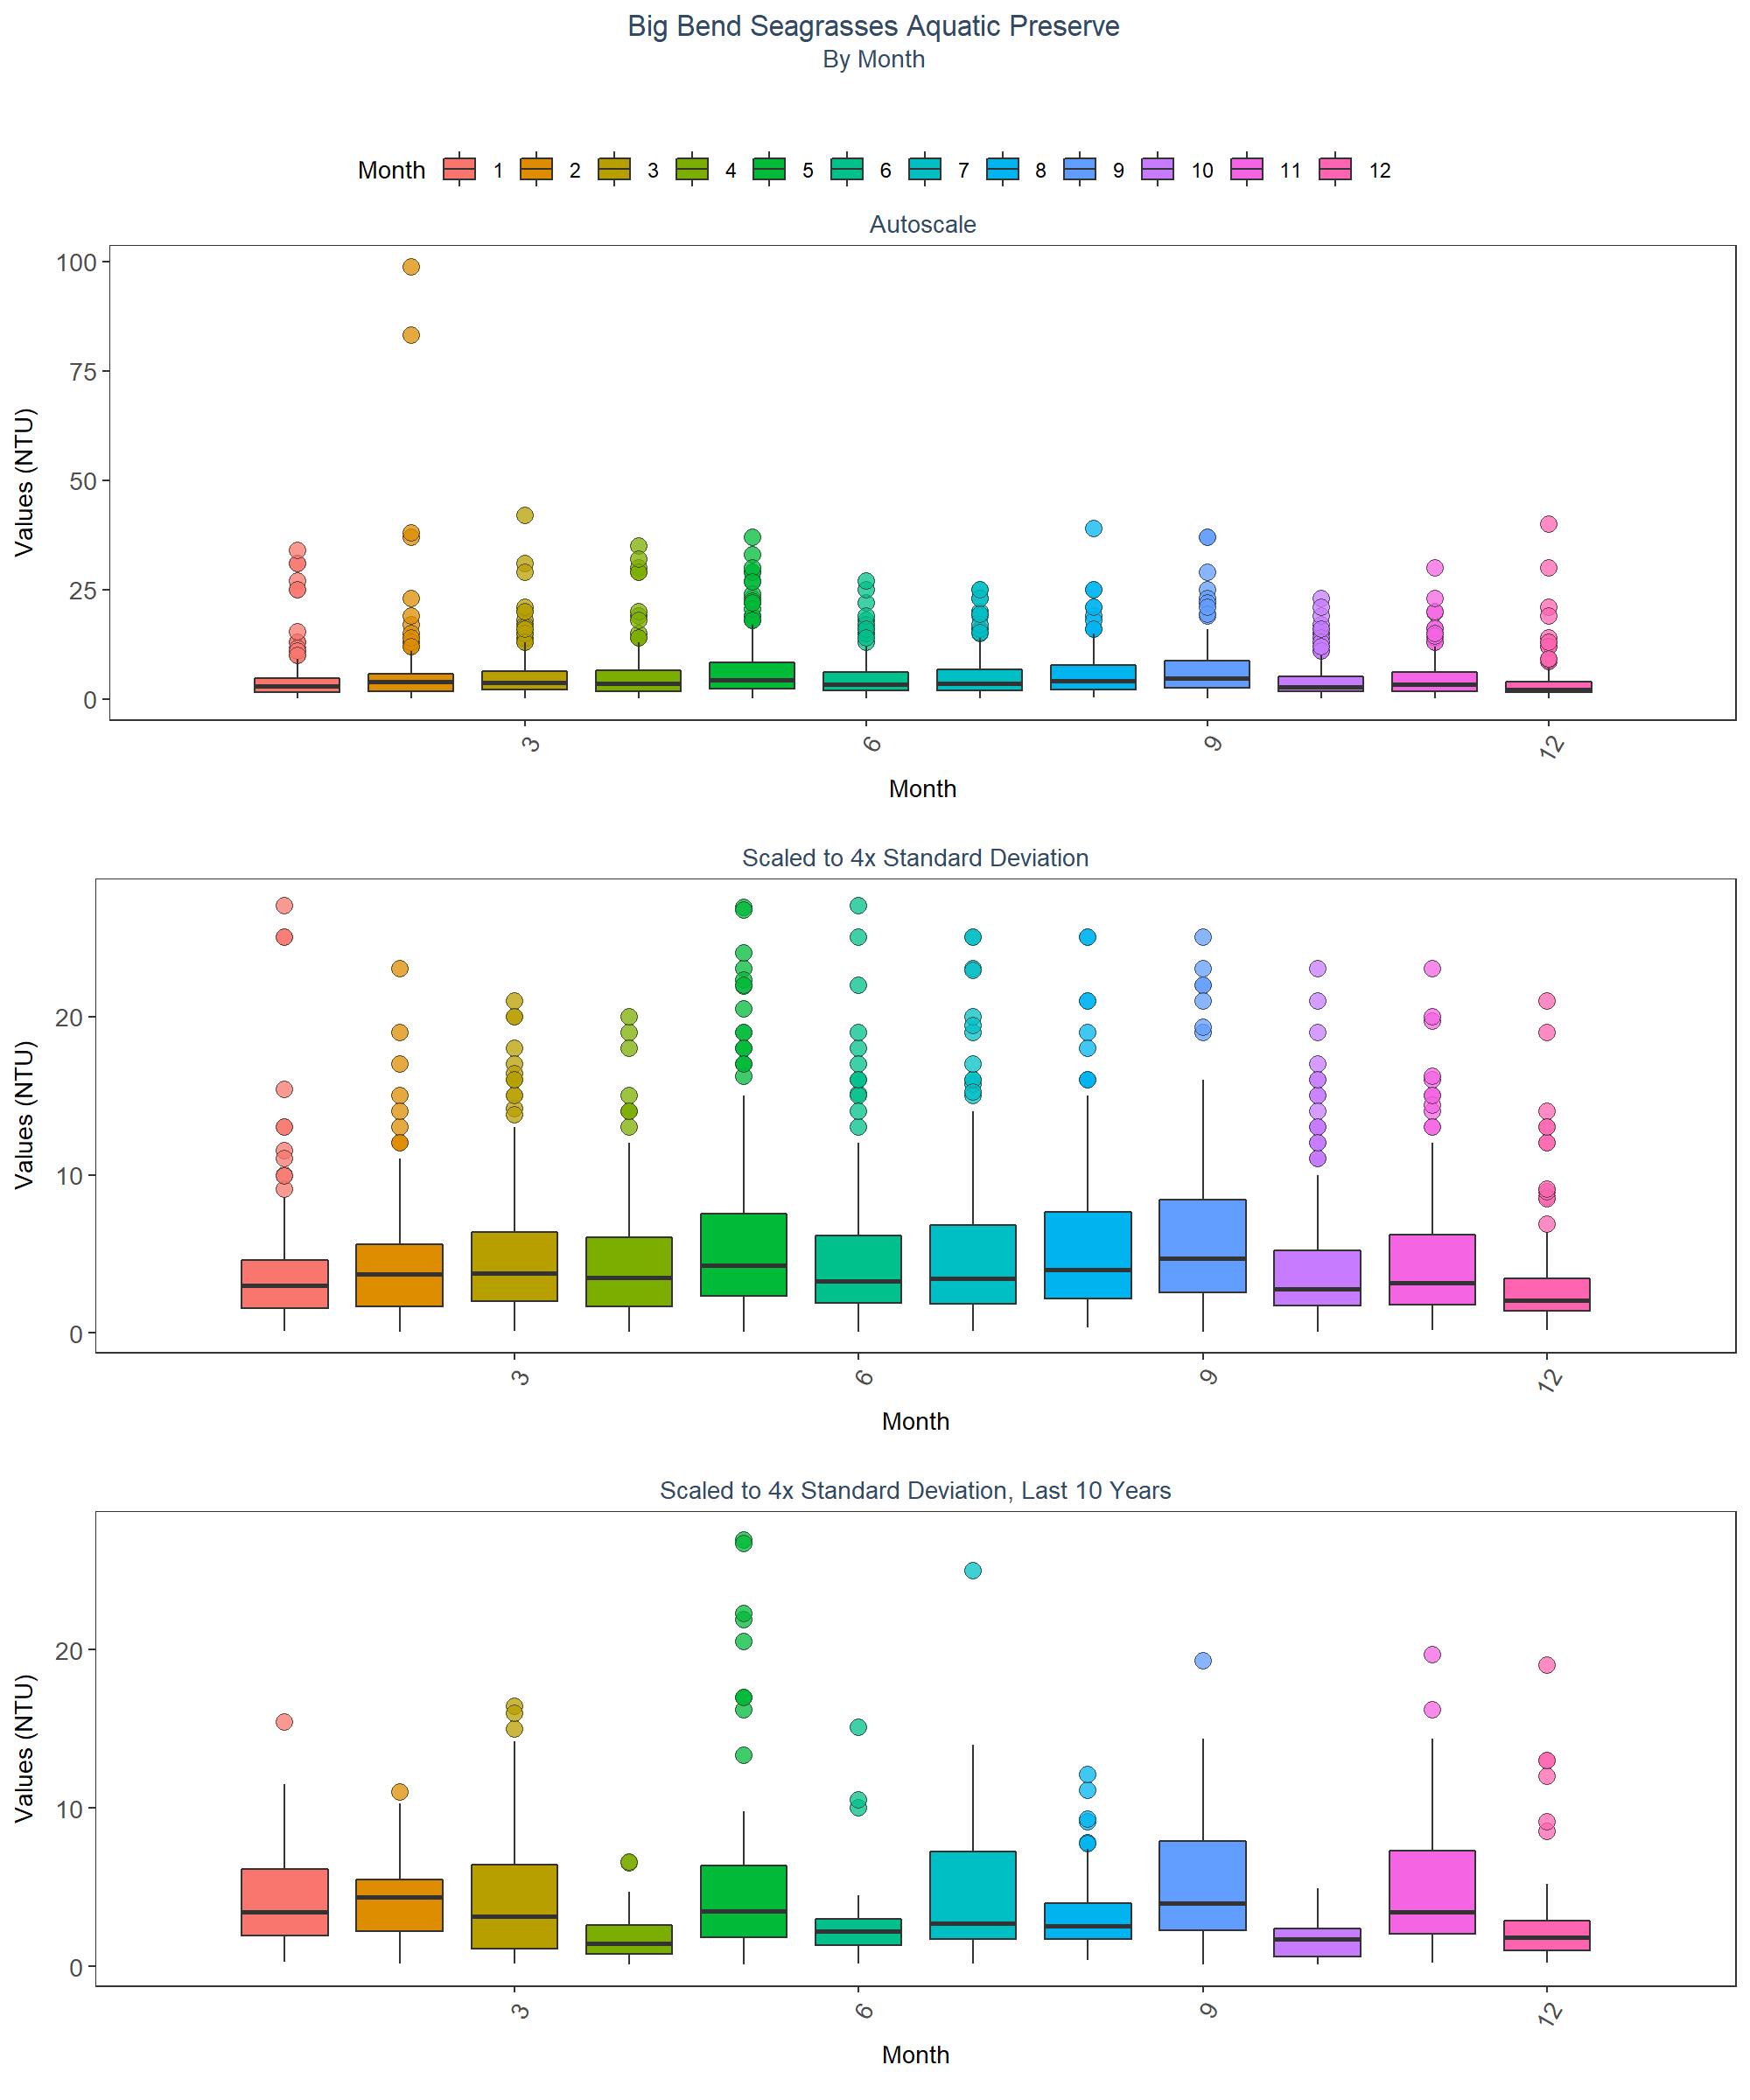 Big Bend Seagrasses Aquatic Preserve
By Month
Month 1 2 3 4 5 6 7 8 9 10 11 12
Autoscale
Values (NTU)
100
75
50
25
0
3 6 9 12
Month
Scaled to 4x Standard Deviation
Values (NTU)
20
10
0
3 6 9 12
Month
Scaled to 4x Standard Deviation, Last 10 Years
Values (NTU)
20
10
0
3 6 9 12
Month